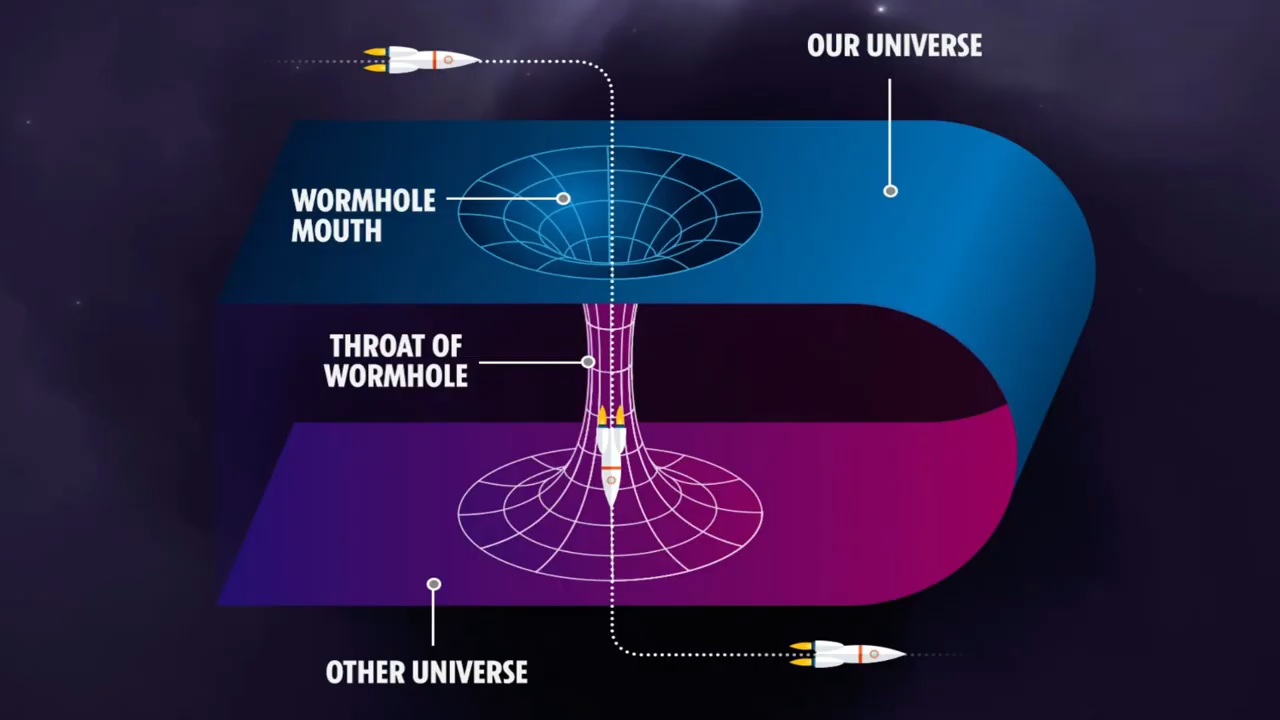 OUR UNIVERSE
WORMHOLE
MOUTH
THROAT OF
WORMHOLE
OTHER UNIVERSE